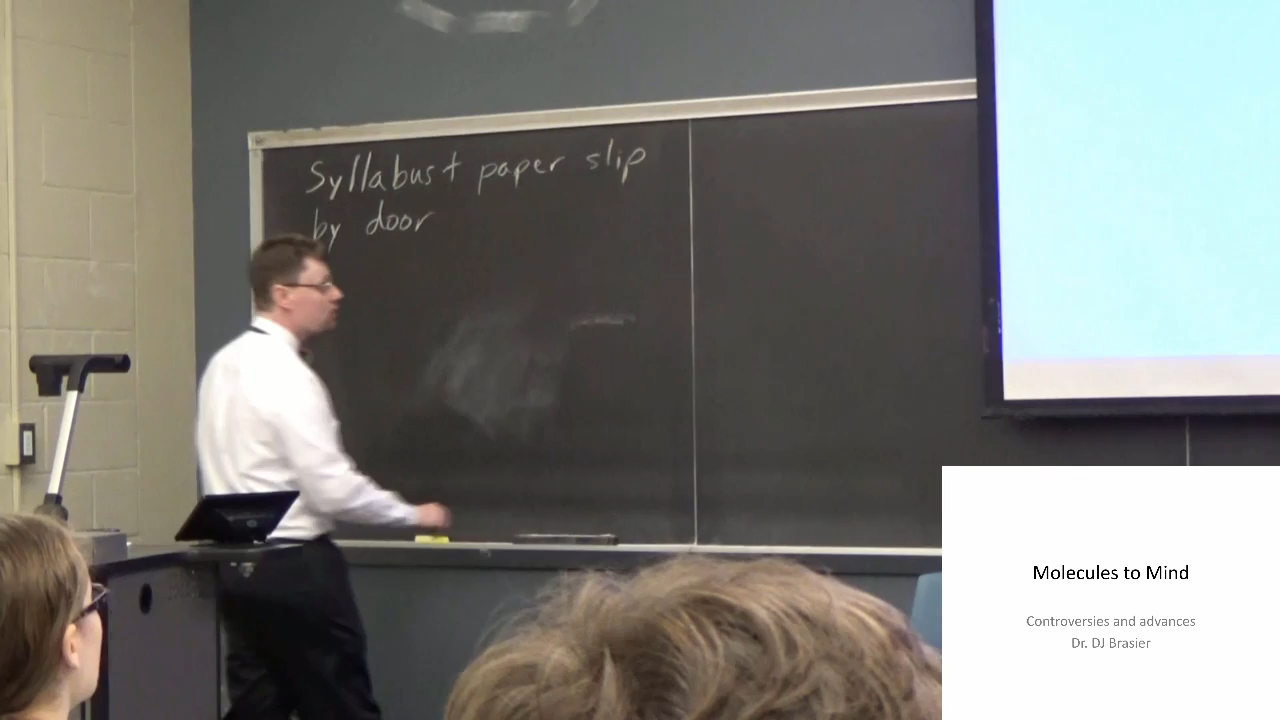 Syllabus + paper slip
by door
Molecules to Mind
Controversies and advances
Dr. DJ Brasier